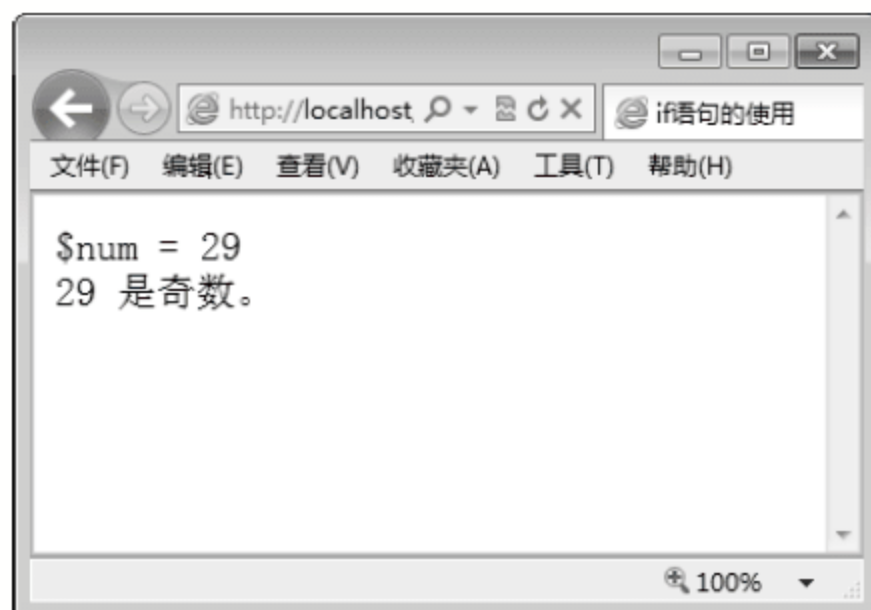 http://localhost, if语句的使用
文件(F) 编辑(E) 查看(V) 收藏夹(A) 工具(T) 帮助(H)
$num = 29
29 是奇数。
100%